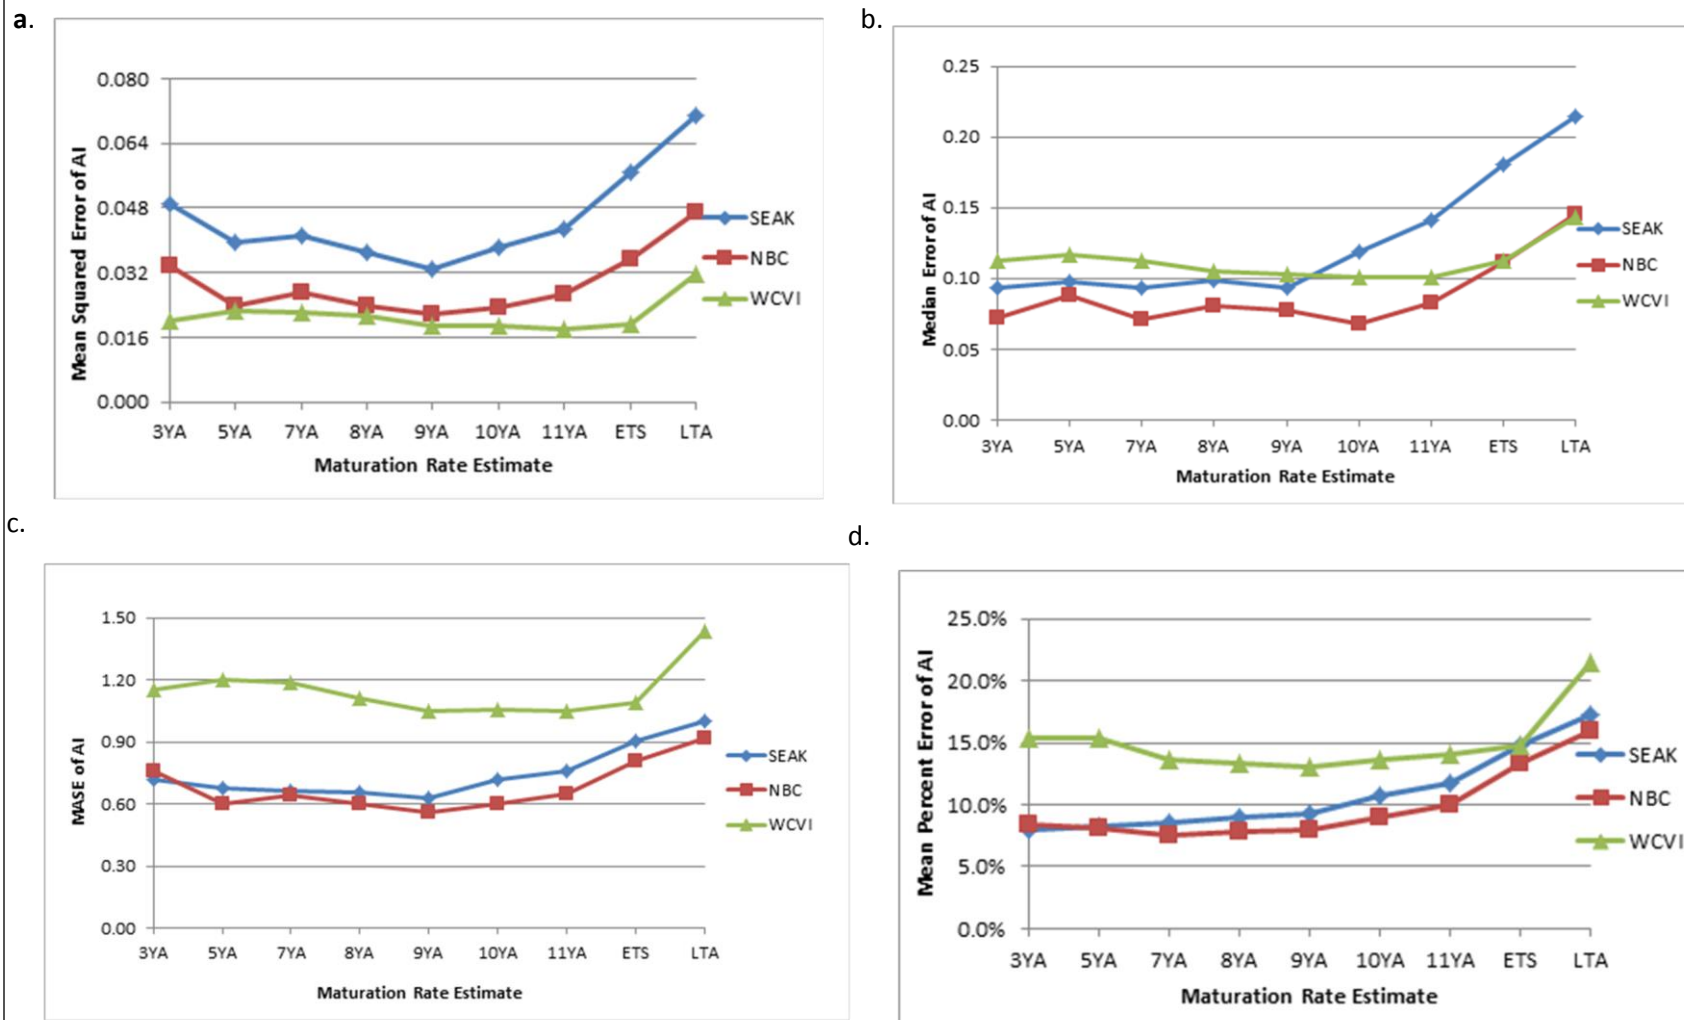 a.
0.080
0.064
0.048
0.032
0.016
0.000
Mean Squared Error of AI
3YA 5YA 7YA 8YA 9YA 10YA 11YA ETS LTA
Maturation Rate Estimate
SEAK
NBC
WCVI
b.
0.25
0.20
0.15
0.10
0.05
0.00
Median Error of AI
3YA 5YA 7YA 8YA 9YA 10YA 11YA ETS LTA
Maturation Rate Estimate
SEAK
NBC
WCVI
c.
1.50
1.20
0.90
0.60
0.30
0.00
MASE of AI
3YA 5YA 7YA 8YA 9YA 10YA 11YA ETS LTA
Maturation Rate Estimate
SEAK
NBC
WCVI
d.
25.0%
20.0%
15.0%
10.0%
5.0%
0.0%
Mean Percent Error of AI
3YA 5YA 7YA 8YA 9YA 10YA 11YA ETS LTA
Maturation Rate Estimate
SEAK
NBC
WCVI